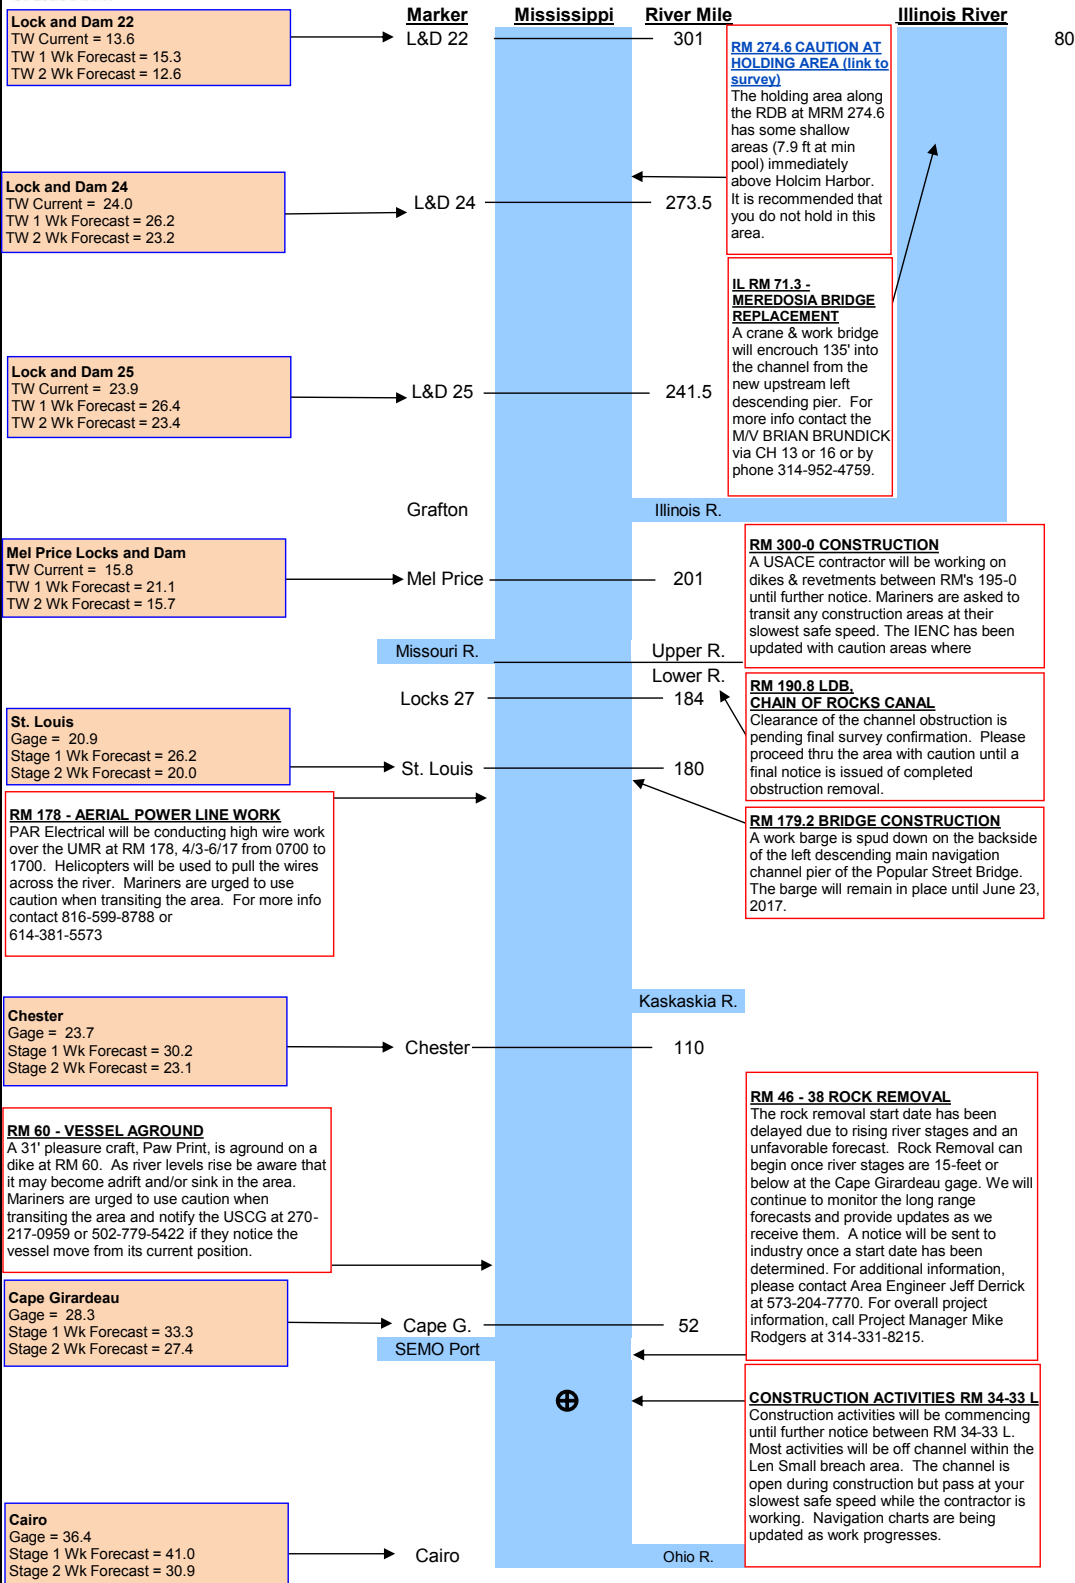 Marker
Mississippi
River Mile
Illinois River
Lock and Dam 22
TW Current = 13.6
TW 1 Wk Forecast = 15.3
TW 2 Wk Forecast = 12.6
L&D 22
301
80
RM 274.6 CAUTION AT
HOLDING AREA (link to
survey)
The holding area along
the RDB at MRM 274.6
has some shallow
areas (7.9 ft at min
pool) immediately
above Holcim Harbor.
It is recommended that
you do not hold in this
area.
Lock and Dam 24
TW Current = 24.0
TW 1 Wk Forecast = 26.2
TW 2 Wk Forecast = 23.2
L&D 24
273.5
IL RM 71.3 -
MEREDOSIA BRIDGE
REPLACEMENT
A crane & work bridge
will encrouch 135' into
the channel from the
new upstream left
descending pier. For
more info contact the
M/V BRIAN BRUNDICK
via CH 13 or 16 or by
phone 314-952-4759.
Lock and Dam 25
TW Current = 23.9
TW 1 Wk Forecast = 26.4
TW 2 Wk Forecast = 23.4
L&D 25
241.5
Grafton
Illinois R.
Mel Price Locks and Dam
TW Current = 15.8
TW 1 Wk Forecast = 21.1
TW 2 Wk Forecast = 15.7
Mel Price
201
RM 300-0 CONSTRUCTION
A USACE contractor will be working on
dikes & revetments between RM's 195-0
until further notice. Mariners are asked to
transit any construction areas at their
slowest safe speed. The IENC has been
updated with caution areas where
Missouri R.
Upper R.
Lower R.
Locks 27
184
RM 190.8 LDB,
CHAIN OF ROCKS CANAL
Clearance of the channel obstruction is
pending final survey confirmation. Please
proceed thru the area with caution until a
final notice is issued of completed
obstruction removal.
St. Louis
Gage = 20.9
Stage 1 Wk Forecast = 26.2
Stage 2 Wk Forecast = 20.0
St. Louis
180
RM 178 - AERIAL POWER LINE WORK
PAR Electrical will be conducting high wire work
over the UMR at RM 178, 4/3-6/17 from 0700 to
1700. Helicopters will be used to pull the wires
across the river. Mariners are urged to use
caution when transiting the area. For more info
contact 816-599-8788 or
614-381-5573
RM 179.2 BRIDGE CONSTRUCTION
A work barge is spud down on the backside
of the left descending main navigation
channel pier of the Popular Street Bridge.
The barge will remain in place until June 23,
2017.
Kaskaskia R.
Chester
Gage = 23.7
Stage 1 Wk Forecast = 30.2
Stage 2 Wk Forecast = 23.1
Chester
110
RM 46 - 38 ROCK REMOVAL
The rock removal start date has been
delayed due to rising river stages and an
unfavorable forecast. Rock Removal can
begin once river stages are 15-feet or
below at the Cape Girardeau gage. We will
continue to monitor the long range
forecasts and provide updates as we
receive them. A notice will be sent to
industry once a start date has been
determined. For additional information,
please contact Area Engineer Jeff Derrick
at 573-204-7770. For overall project
information, call Project Manager Mike
Rodgers at 314-331-8215.
RM 60 - VESSEL AGROUND
A 31' pleasure craft, Paw Print, is aground on a
dike at RM 60. As river levels rise be aware that
it may become adrift and/or sink in the area.
Mariners are urged to use caution when
transiting the area and notify the USCG at 270-
217-0959 or 502-779-5422 if they notice the
vessel move from its current position.
Cape Girardeau
Gage = 28.3
Stage 1 Wk Forecast = 33.3
Stage 2 Wk Forecast = 27.4
Cape G.
52
SEMO Port
CONSTRUCTION ACTIVITIES RM 34-33 L
Construction activities will be commencing
until further notice between RM 34-33 L.
Most activities will be off channel within the
Len Small breach area. The channel is
open during construction but pass at your
slowest safe speed while the contractor is
working. Navigation charts are being
updated as work progresses.
Cairo
Gage = 36.4
Stage 1 Wk Forecast = 41.0
Stage 2 Wk Forecast = 30.9
Cairo
Ohio R.